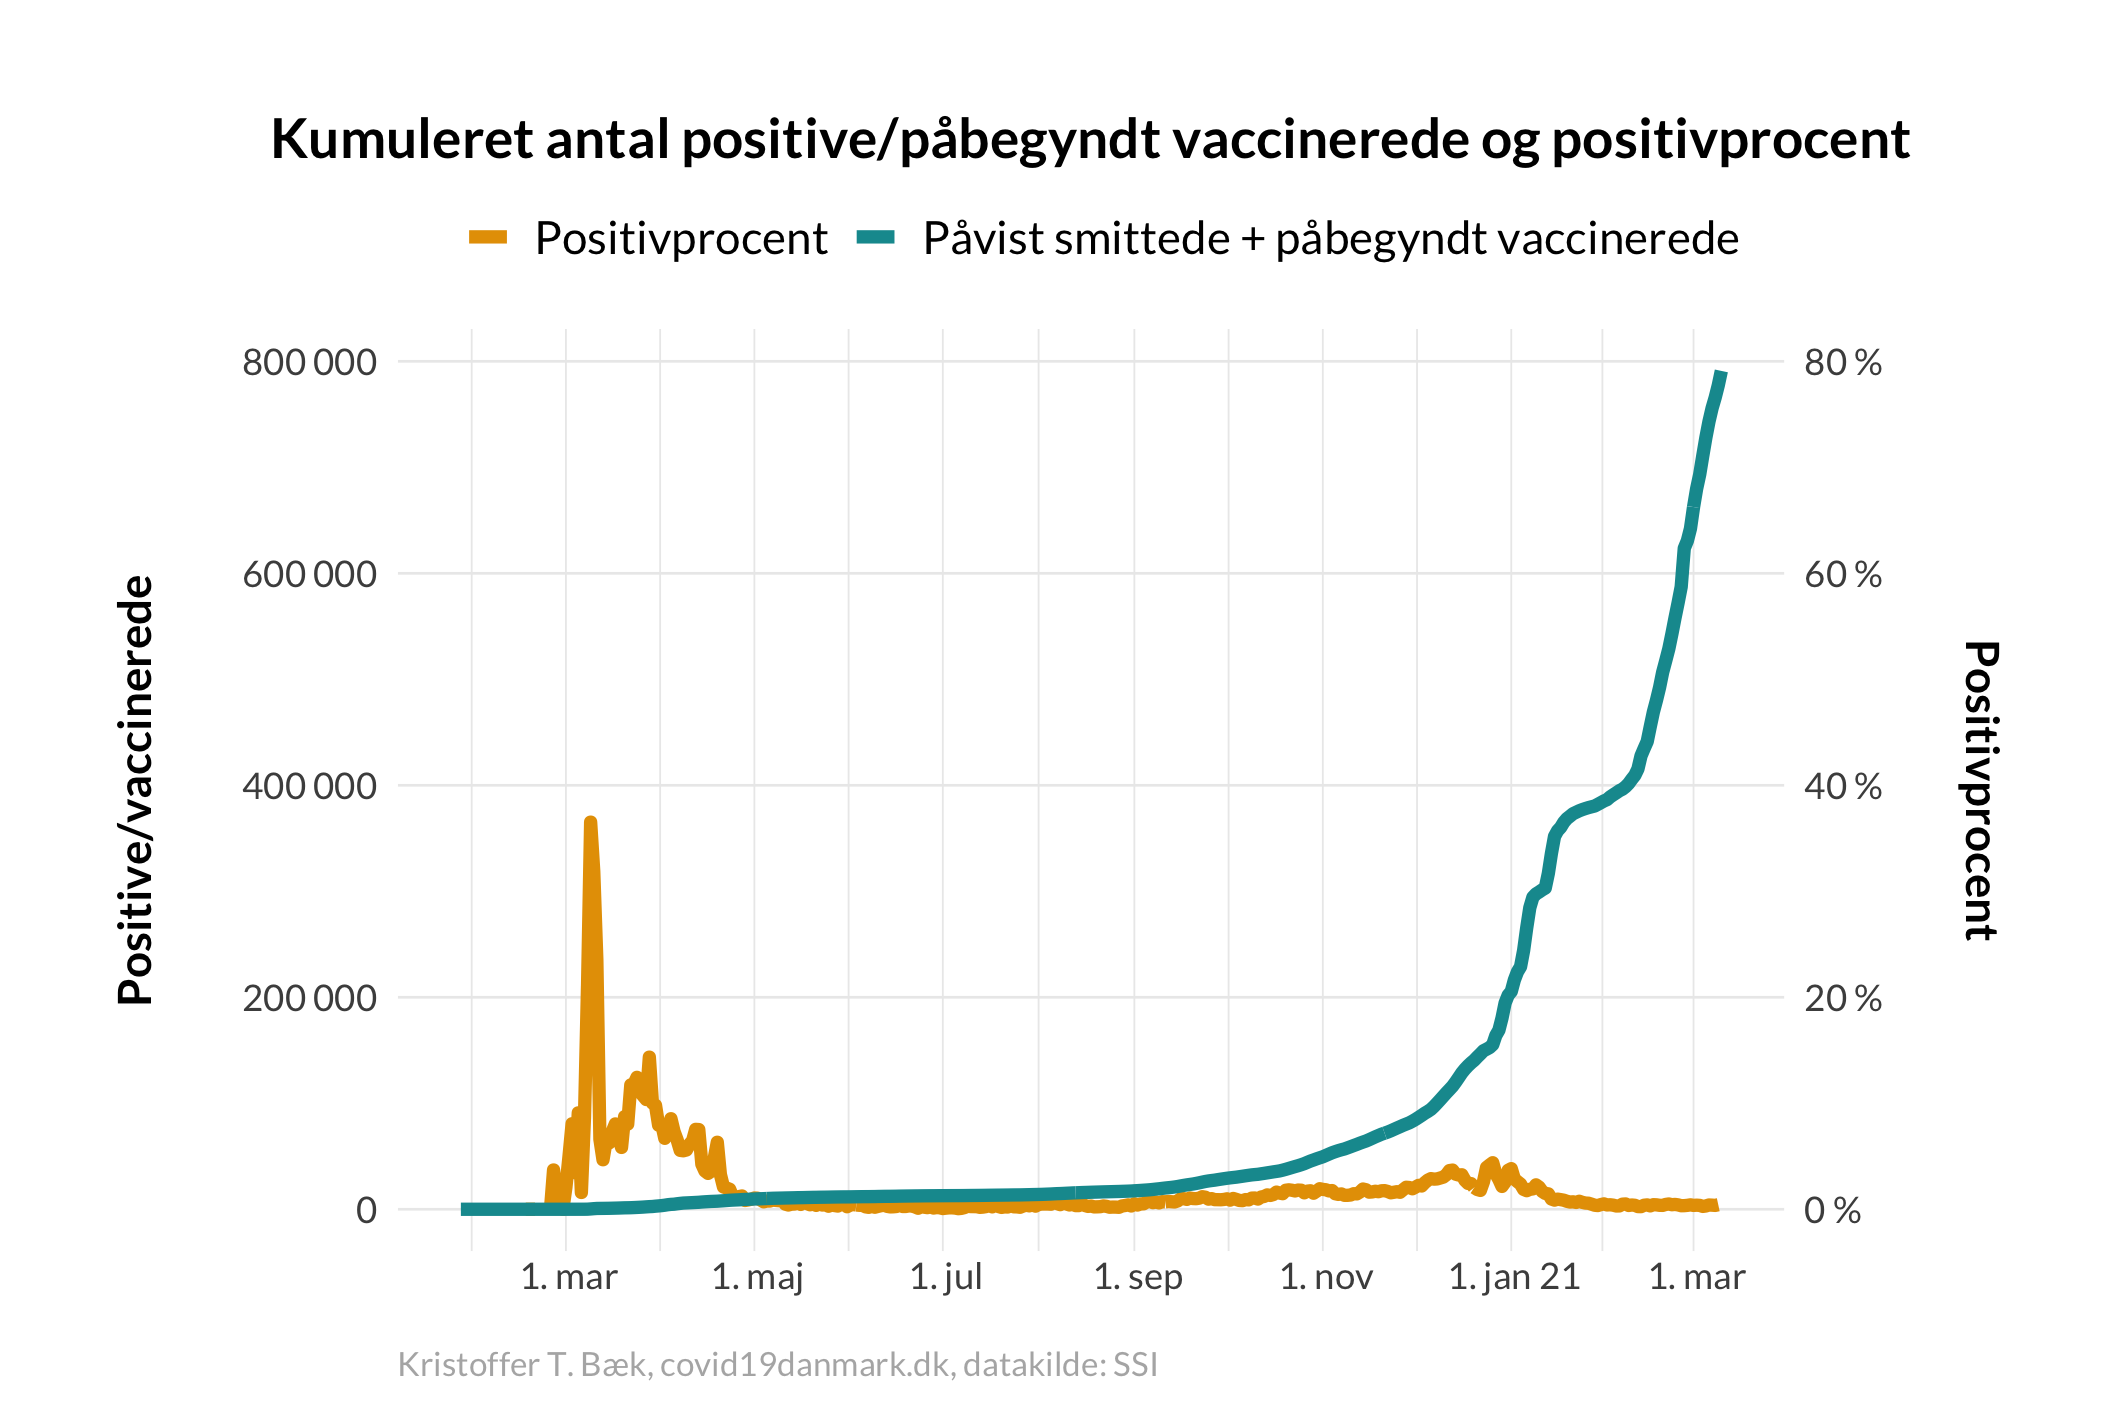 Kumuleret antal positive/påbegyndt vaccinerede og positivprocent
Positivprocent
Påvist smittede + påbegyndt vaccinerede
Positive/vaccinerede
800 000
600 000
400 000
200 000
0
80 %
60 %
40 %
20 %
0 %
Positivprocent
1. mar
1. maj
1. jul
1. sep
1. nov
1. jan 21
1. mar
Kristoffer T. Bæk, covid19danmark.dk, datakilde: SSI